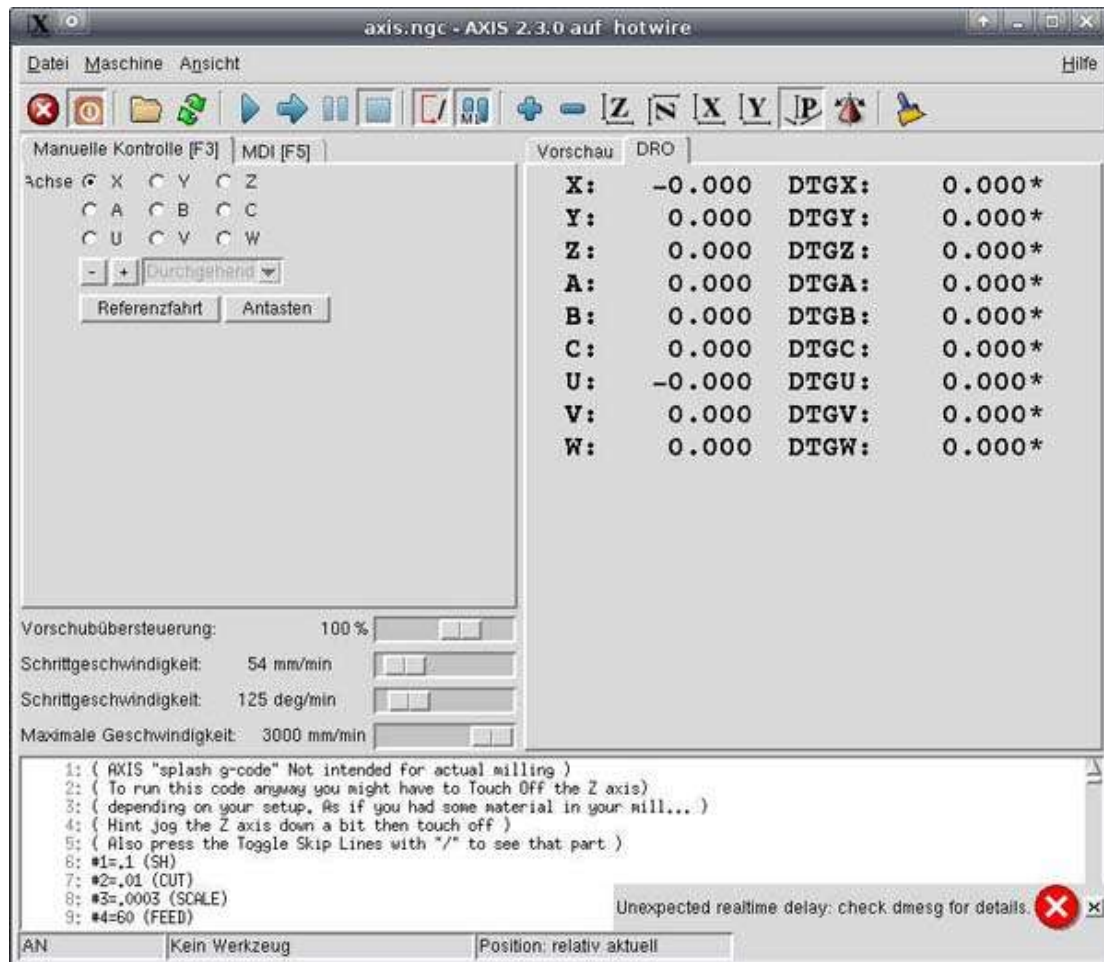 axis.ngc - AXIS 2.3.0 auf hotwire
Datei Maschine Ansicht Hilfe
Z N X Y P
Manuelle Kontrolle [F3] MDI [F5]
Achse X Y Z
A B C
U V W
- + Durchgehend
Referenzfahrt Antasten
Vorschau DRO
X: -0.000 DTGX: 0.000*
Y: 0.000 DTGY: 0.000*
Z: 0.000 DTGZ: 0.000*
A: 0.000 DTGA: 0.000*
B: 0.000 DTGB: 0.000*
C: 0.000 DTGC: 0.000*
U: -0.000 DTGU: 0.000*
V: 0.000 DTGV: 0.000*
W: 0.000 DTGW: 0.000*
Vorschubübersteuerung: 100 %
Schrittgeschwindigkeit: 54 mm/min
Schrittgeschwindigkeit: 125 deg/min
Maximale Geschwindigkeit: 3000 mm/min
1: ( AXIS "splash g-code" Not intended for actual milling )
2: ( To run this code anyway you might have to Touch Off the Z axis)
3: ( depending on your setup. As if you had some material in your mill... )
4: ( Hint jog the Z axis down a bit then touch off )
5: ( Also press the Toggle Skip Lines with "/" to see that part )
6: #1=.1 (SH)
7: #2=.01 (CUT)
8: #3=.0003 (SCALE)
9: #4=60 (FEED)
Unexpected realtime delay: check dmesg for details.
AN Kein Werkzeug Position: relativ aktuell